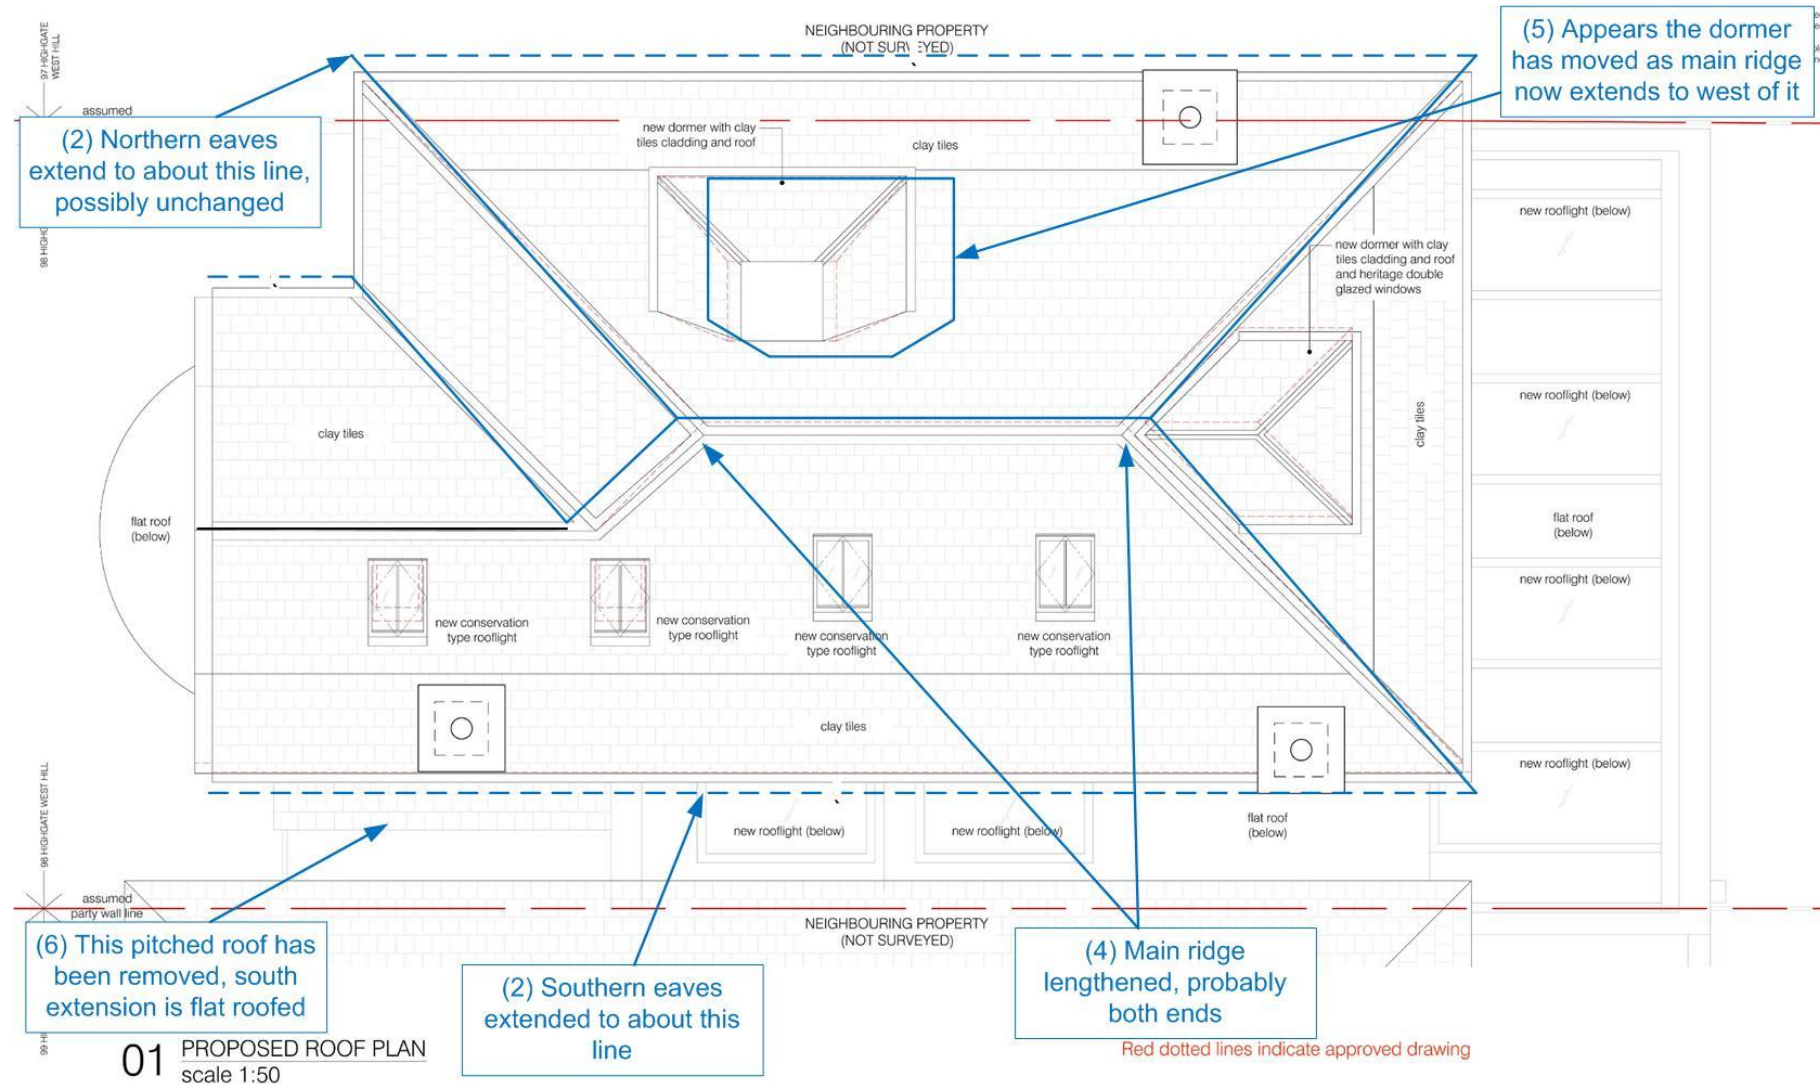 NEIGHBOURING PROPERTY
(NOT SURVEYED)
97 HIGHGATE
WEST HILL
assumed
(5) Appears the dormer
has moved as main ridge
now extends to west of it
(2) Northern eaves
extend to about this line,
possibly unchanged
new dormer with clay
tiles cladding and roof
clay tiles
new rooflight (below)
new dormer with clay
tiles cladding and roof
and heritage double
glazed windows
new rooflight (below)
clay tiles
clay tiles
flat roof
(below)
flat roof
(below)
new rooflight (below)
new conservation
type rooflight
new conservation
type rooflight
new conservation
type rooflight
new conservation
type rooflight
clay tiles
new rooflight (below)
98 HIGHGATE WEST HILL
new rooflight (below)
new rooflight (below)
flat roof
(below)
assumed
party wall line
NEIGHBOURING PROPERTY
(NOT SURVEYED)
(6) This pitched roof has
been removed, south
extension is flat roofed
(2) Southern eaves
extended to about this
line
(4) Main ridge
lengthened, probably
both ends
01 PROPOSED ROOF PLAN
scale 1:50
Red dotted lines indicate approved drawing